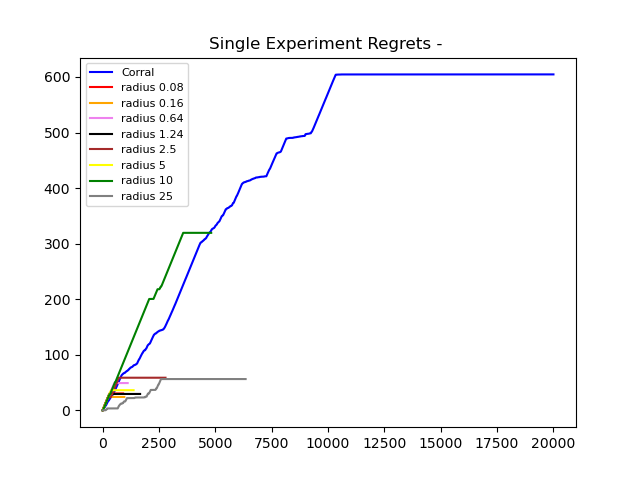 Single Experiment Regrets -
600
500
400
300
200
100
0
Corral
radius 0.08
radius 0.16
radius 0.64
radius 1.24
radius 2.5
radius 5
radius 10
radius 25
0 2500 5000 7500 10000 12500 15000 17500 20000